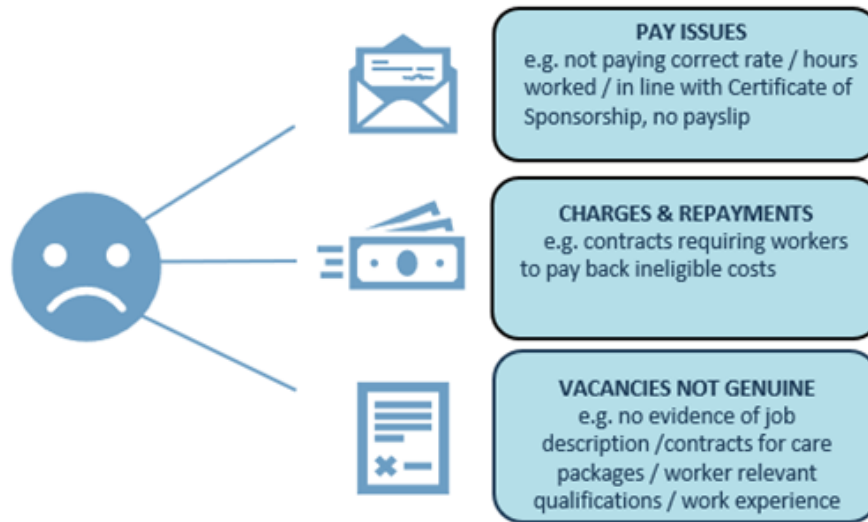 PAY ISSUES
e.g. not paying correct rate / hours
worked / in line with Certificate of
Sponsorship, no payslip
CHARGES & REPAYMENTS
e.g. contracts requiring workers
to pay back ineligible costs
VACANCIES NOT GENUINE
e.g. no evidence of job
description /contracts for care
packages / worker relevant
qualifications / work experience